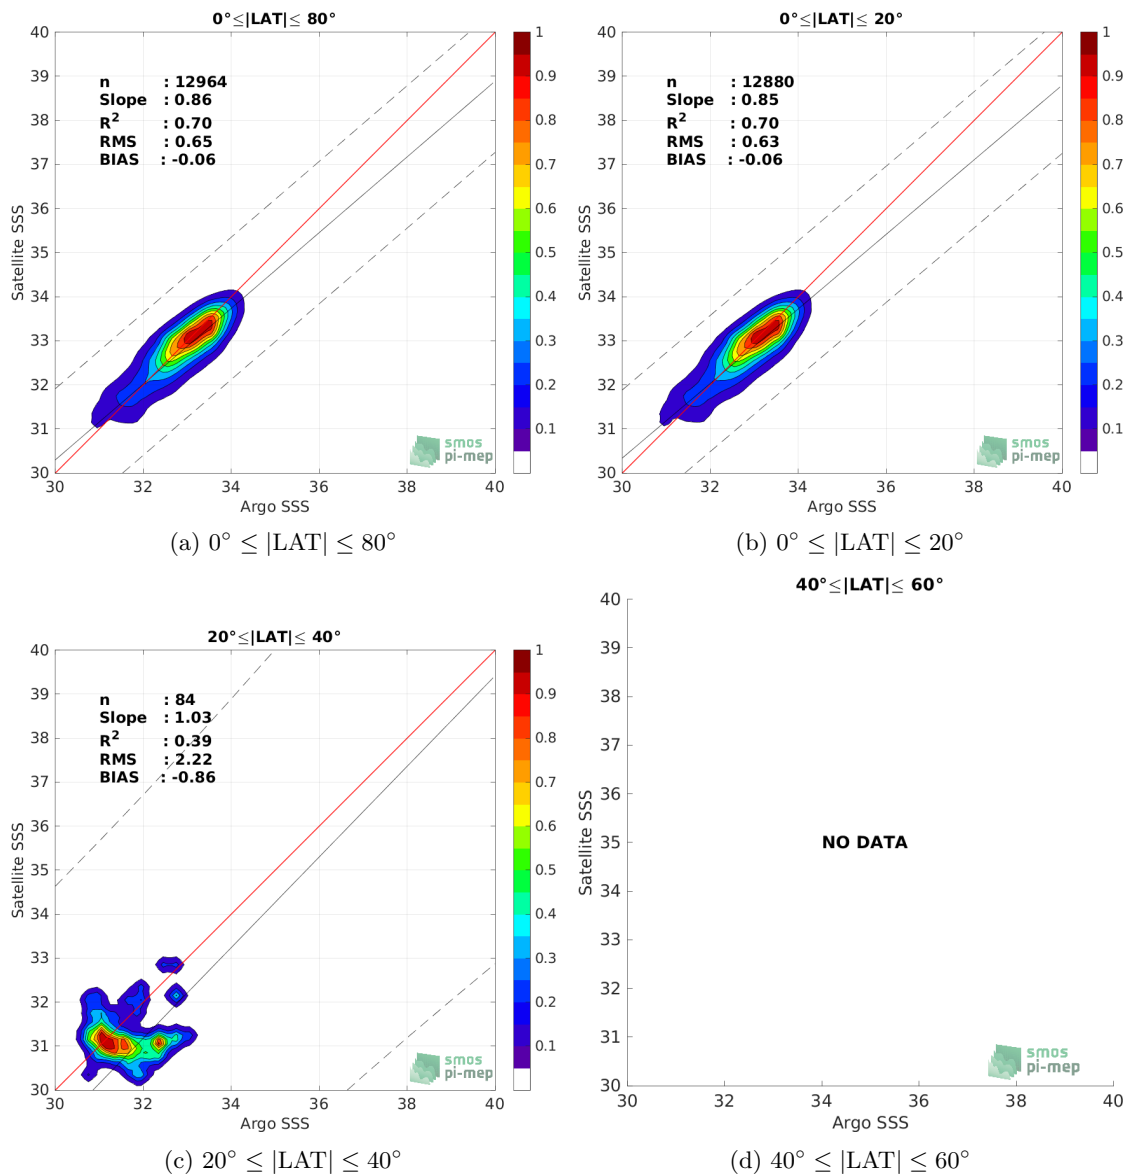 0°≤|LAT|≤ 80°
40
39
38
37
36
35
34
33
32
31
30
Satellite SSS
n : 12964
Slope : 0.86
R² : 0.70
RMS : 0.65
BIAS : -0.06
smos
pi-mep
30 32 34 36 38 40
Argo SSS
1
0.9
0.8
0.7
0.6
0.5
0.4
0.3
0.2
0.1
(a) 0° ≤ |LAT| ≤ 80°
0°≤|LAT|≤ 20°
40
39
38
37
36
35
34
33
32
31
30
Satellite SSS
n : 12880
Slope : 0.85
R² : 0.70
RMS : 0.63
BIAS : -0.06
smos
pi-mep
30 32 34 36 38 40
Argo SSS
1
0.9
0.8
0.7
0.6
0.5
0.4
0.3
0.2
0.1
(b) 0° ≤ |LAT| ≤ 20°
20°≤|LAT|≤ 40°
40
39
38
37
36
35
34
33
32
31
30
Satellite SSS
n : 84
Slope : 1.03
R² : 0.39
RMS : 2.22
BIAS : -0.86
smos
pi-mep
30 32 34 36 38 40
Argo SSS
1
0.9
0.8
0.7
0.6
0.5
0.4
0.3
0.2
0.1
(c) 20° ≤ |LAT| ≤ 40°
40°≤|LAT|≤ 60°
40
39
38
37
36
35
34
33
32
31
30
Satellite SSS
NO DATA
smos
pi-mep
30 32 34 36 38 40
Argo SSS
(d) 40° ≤ |LAT| ≤ 60°